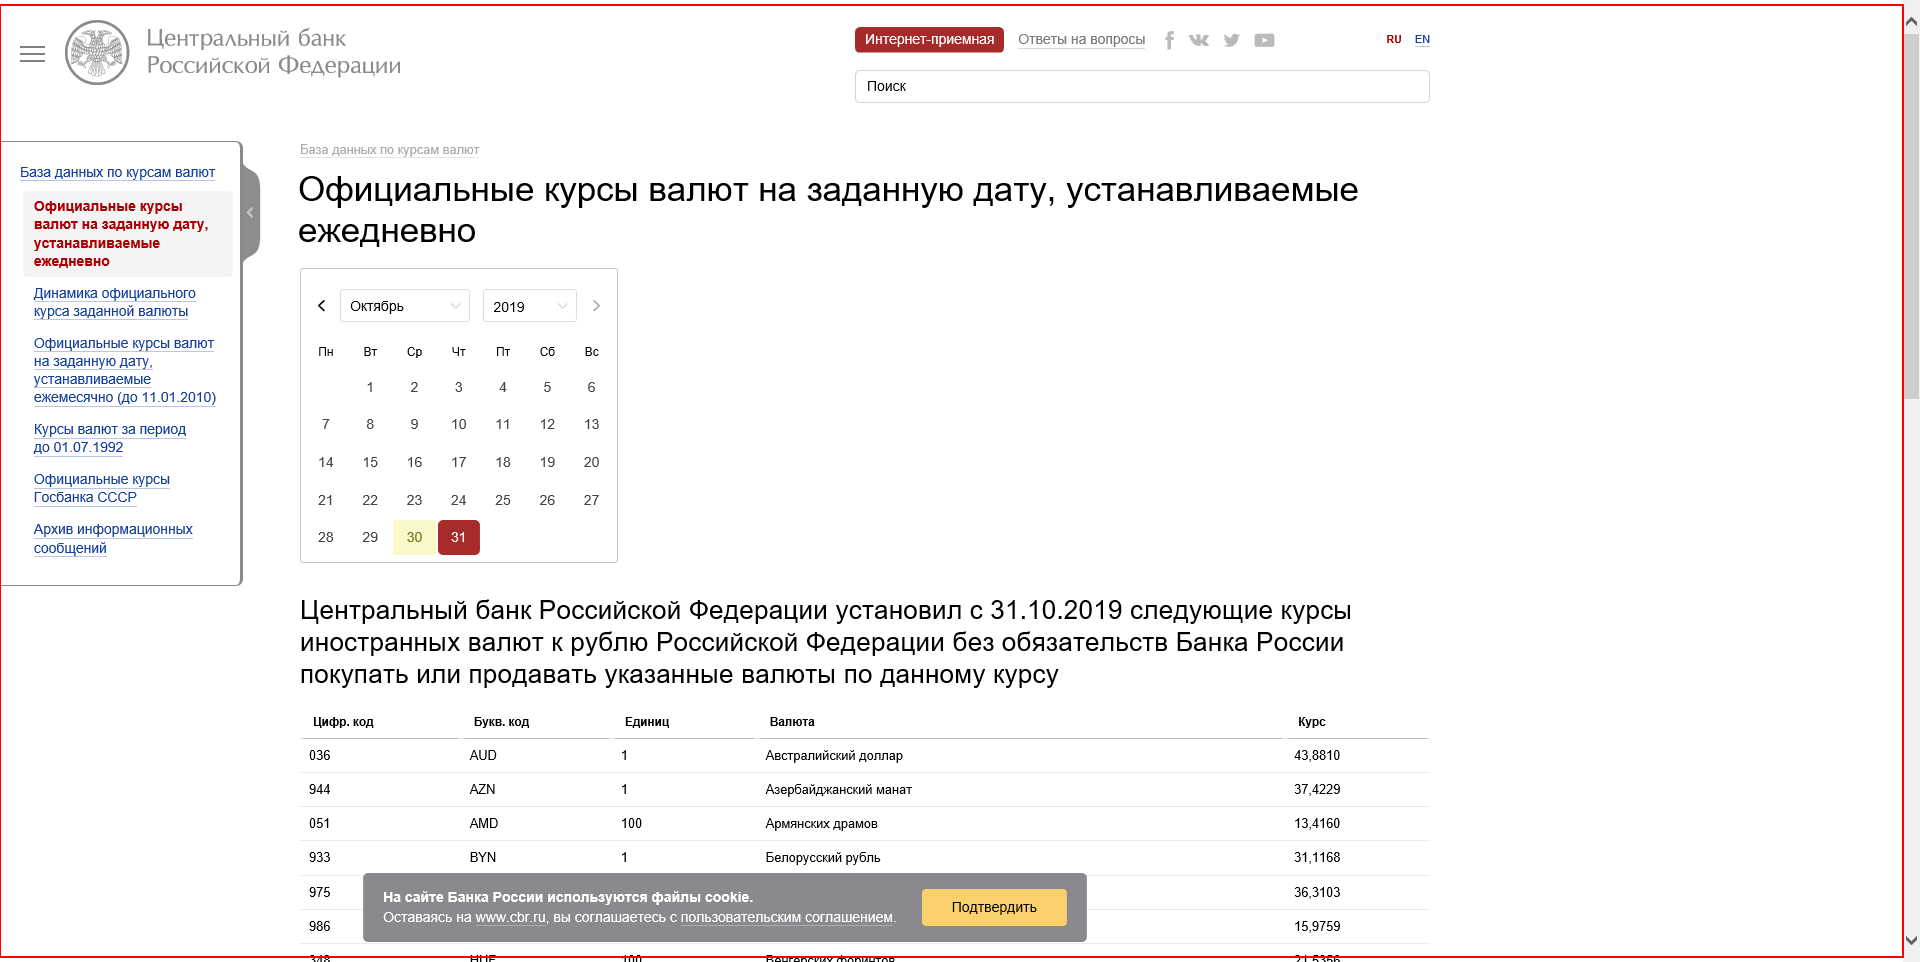 Центральный банк
Российской Федерации
Интернет-приемная
Ответы на вопросы
RU
EN
Поиск
База данных по курсам валют
Официальные курсы
валют на заданную дату,
устанавливаемые
ежедневно
Динамика официального
курса заданной валюты
Официальные курсы валют
на заданную дату,
устанавливаемые
ежемесячно (до 11.01.2010)
Курсы валют за период
до 01.07.1992
Официальные курсы
Госбанка СССР
Архив информационных
сообщений
База данных по курсам валют
Официальные курсы валют на заданную дату, устанавливаемые
ежедневно
Октябрь 2019
Пн Вт Ср Чт Пт Сб Вс
1 2 3 4 5 6
7 8 9 10 11 12 13
14 15 16 17 18 19 20
21 22 23 24 25 26 27
28 29 30 31
Центральный банк Российской Федерации установил с 31.10.2019 следующие курсы
иностранных валют к рублю Российской Федерации без обязательств Банка России
покупать или продавать указанные валюты по данному курсу
Цифр. код Букв. код Единиц Валюта Курс
036 AUD 1 Австралийский доллар 43,8810
944 AZN 1 Азербайджанский манат 37,4229
051 AMD 100 Армянских драмов 13,4160
933 BYN 1 Белорусский рубль 31,1168
975 36,3103
986 15,9759
348 HUF 100 Венгерских форинтов 21,5356
На сайте Банка России используются файлы cookie.
Оставаясь на www.cbr.ru, вы соглашаетесь с пользовательским соглашением.
Подтвердить